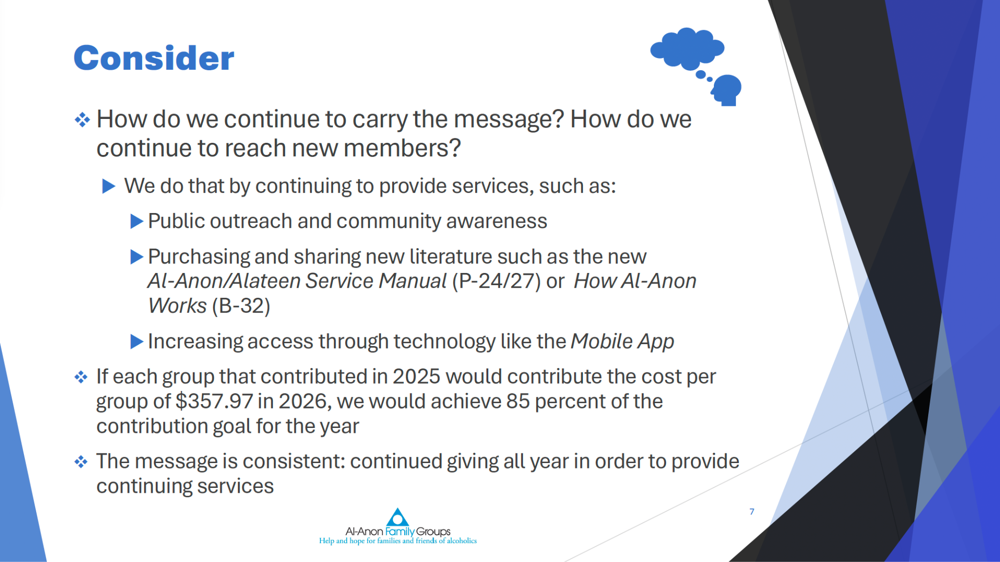 Consider
How do we continue to carry the message? How do we
continue to reach new members?
We do that by continuing to provide services, such as:
Public outreach and community awareness
Purchasing and sharing new literature such as the new
Al-Anon/Alateen Service Manual (P-24/27) or How Al-Anon
Works (B-32)
Increasing access through technology like the Mobile App
If each group that contributed in 2025 would contribute the cost per
group of $357.97 in 2026, we would achieve 85 percent of the
contribution goal for the year
The message is consistent: continued giving all year in order to provide
continuing services
7
Al-Anon Family Groups
Help and hope for families and friends of alcoholics